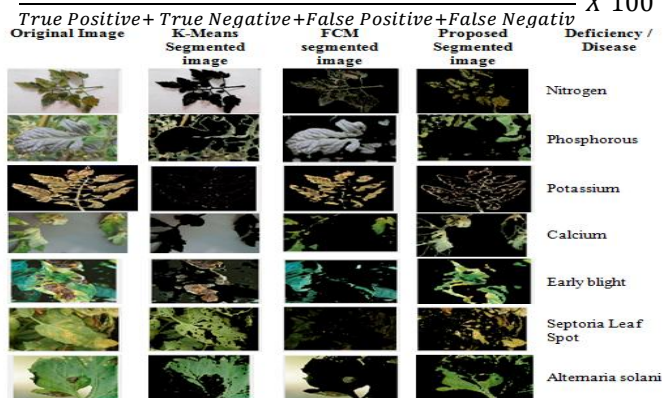 True Positive+ True Negative+False Positive+False Negativ X 100
Original Image K-Means Segmented image FCM segmented image Proposed Segmented image Deficiency / Disease
Nitrogen
Phosphorous
Potassium
Calcium
Early blight
Septoria Leaf
Spot
Alternaria solani